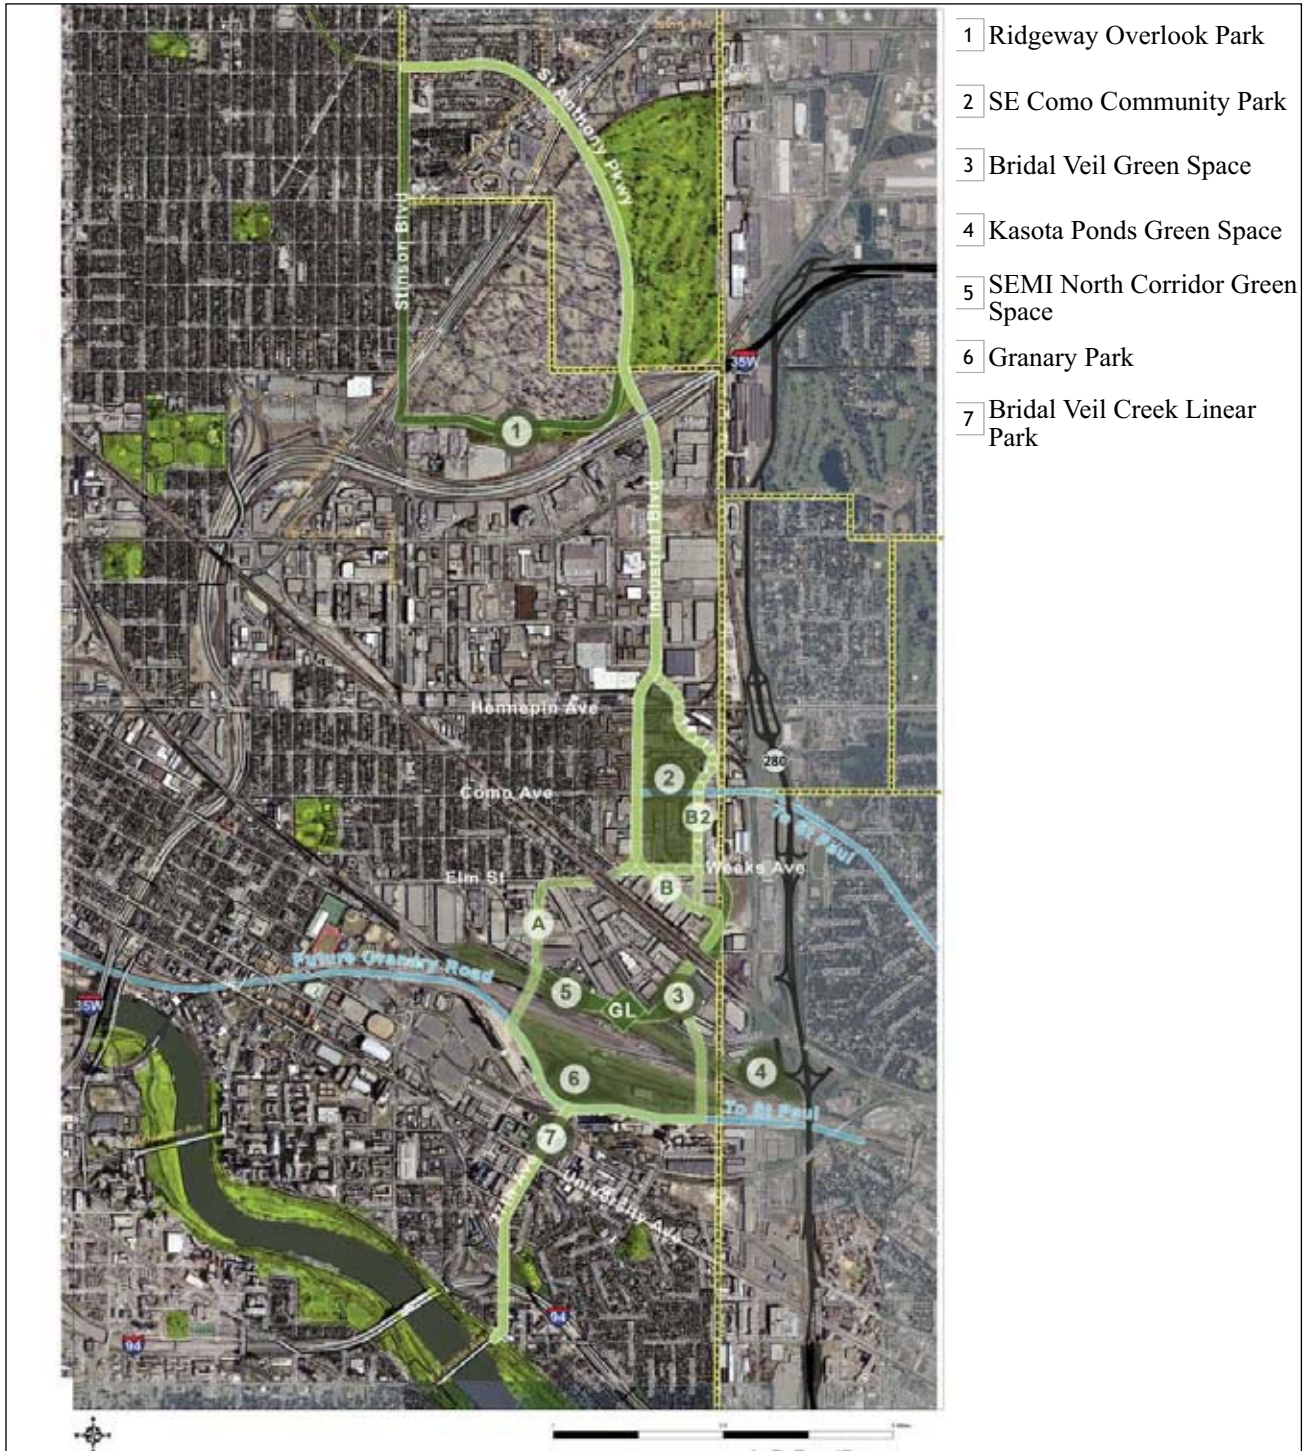 1 Ridgeway Overlook Park
2 SE Como Community Park
3 Bridal Veil Green Space
4 Kasota Ponds Green Space
5 SEMI North Corridor Green
Space
6 Granary Park
7 Bridal Veil Creek Linear
Park
St Anthony Pkwy
Stinson Blvd
35W
1
Industrial Blvd
Hennepin Ave
280
2
Como Ave
B2
To St Paul
Weeks Ave
Elm St
B
A
Future Granary Road
5
3
GL
35W
4
6
To St Paul
7
27th Ave
University Ave
94
94